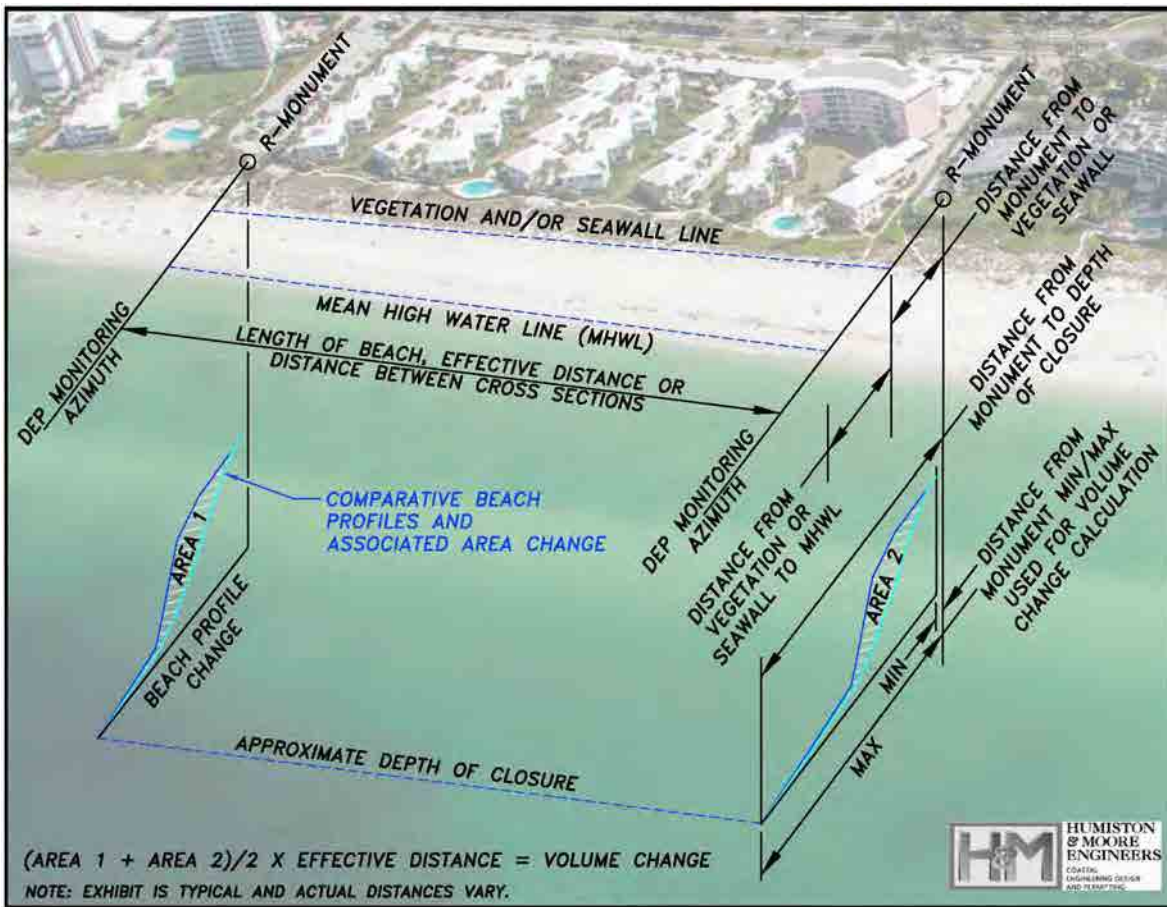 R-MONUMENT
R-MONUMENT
DISTANCE FROM
MONUMENT TO
VEGETATION OR
SEAWALL
VEGETATION AND/OR SEAWALL LINE
MEAN HIGH WATER LINE (MHWL)
LENGTH OF BEACH, EFFECTIVE DISTANCE OR
DISTANCE BETWEEN CROSS SECTIONS
DEP MONITORING
AZIMUTH
DEP MONITORING
AZIMUTH
DISTANCE FROM
MONUMENT TO DEPTH
OF CLOSURE
DISTANCE FROM
VEGETATION OR
SEAWALL TO MHWL
DISTANCE FROM
MONUMENT MIN/MAX
USED FOR VOLUME
CHANGE CALCULATION
COMPARATIVE BEACH
PROFILES AND
ASSOCIATED AREA CHANGE
AREA 1
AREA 2
BEACH PROFILE
CHANGE
MIN
MAX
APPROXIMATE DEPTH OF CLOSURE
(AREA 1 + AREA 2)/2 X EFFECTIVE DISTANCE = VOLUME CHANGE
NOTE: EXHIBIT IS TYPICAL AND ACTUAL DISTANCES VARY.
H&M
HUMISTON
& MOORE
ENGINEERS
COASTAL
ENGINEERING DESIGN
AND PERMITTING